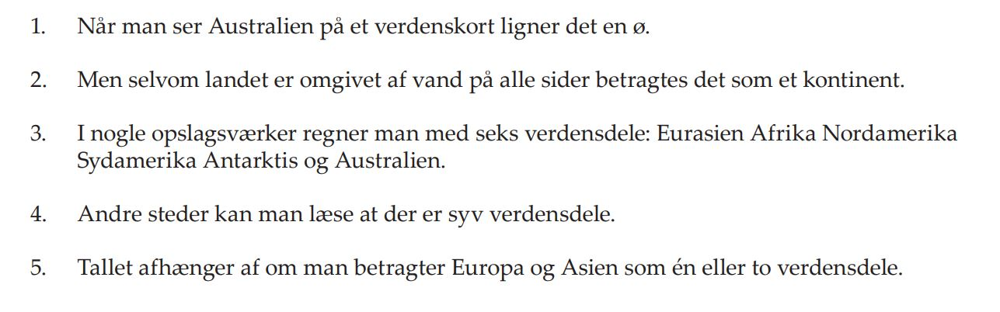 1. Når man ser Australien på et verdenskort ligner det en ø.
2. Men selvom landet er omgivet af vand på alle sider betragtes det som et kontinent.
3. I nogle opslagsværker regner man med seks verdensdele: Eurasien Afrika Nordamerika
Sydamerika Antarktis og Australien.
4. Andre steder kan man læse at der er syv verdensdele.
5. Tallet afhænger af om man betragter Europa og Asien som én eller to verdensdele.